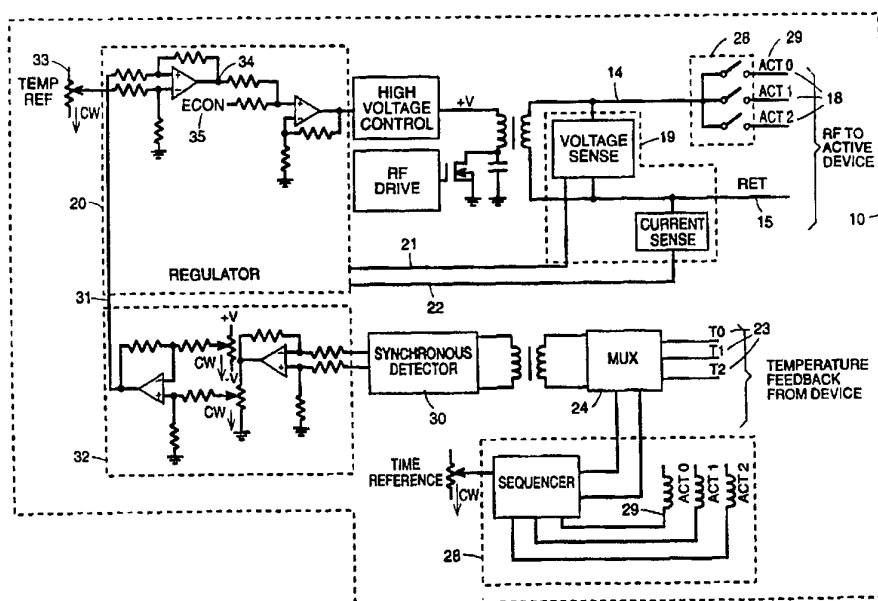 33
TEMP
REF
CW
34
ECON
35
HIGH
VOLTAGE
CONTROL
+V
14
28
29
ACT 0
ACT 1
ACT 2
18
RF TO
ACTIVE
DEVICE
VOLTAGE
SENSE
19
RF
DRIVE
RET
15
10
CURRENT
SENSE
20
REGULATOR
21
22
31
+V
CW
-V
CW
SYNCHRONOUS
DETECTOR
30
MUX
24
T0
T1
T2
23
TEMPERATURE
FEEDBACK
FROM DEVICE
32
TIME
REFERENCE
CW
SEQUENCER
29
ACT 0
ACT 1
ACT 2
28